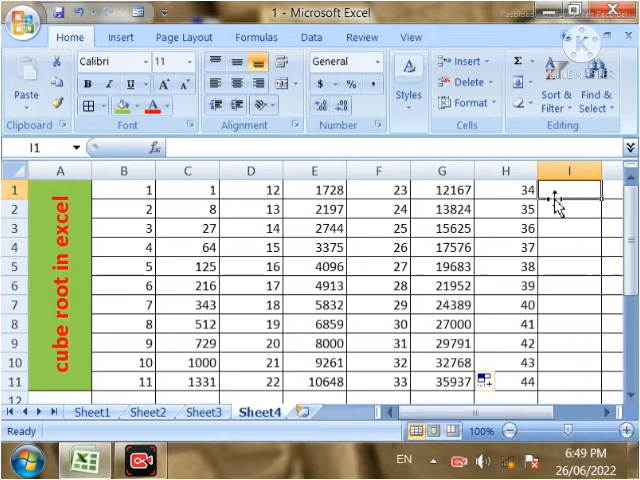 1 - Microsoft Excel
Home Insert Page Layout Formulas Data Review View
Paste
Clipboard
Calibri 11
B I U A A
A
Font
Alignment
General
$ % ,
Number
A
Styles
Insert
Delete
Format
Cells
Σ
Sort & Filter
Find & Select
Editing
I1 fx
A B C D E F G H I
1 1 1 12 1728 23 12167 34
2 2 8 13 2197 24 13824 35
3 3 27 14 2744 25 15625 36
4 4 64 15 3375 26 17576 37
5 5 125 16 4096 27 19683 38
6 6 216 17 4913 28 21952 39
7 7 343 18 5832 29 24389 40
8 8 512 19 6859 30 27000 41
9 9 729 20 8000 31 29791 42
10 10 1000 21 9261 32 32768 43
11 11 1331 22 10648 33 35937 44
12
cube root in excel
Sheet1 Sheet2 Sheet3 Sheet4
Ready 100%
EN 6:49 PM
26/06/2022